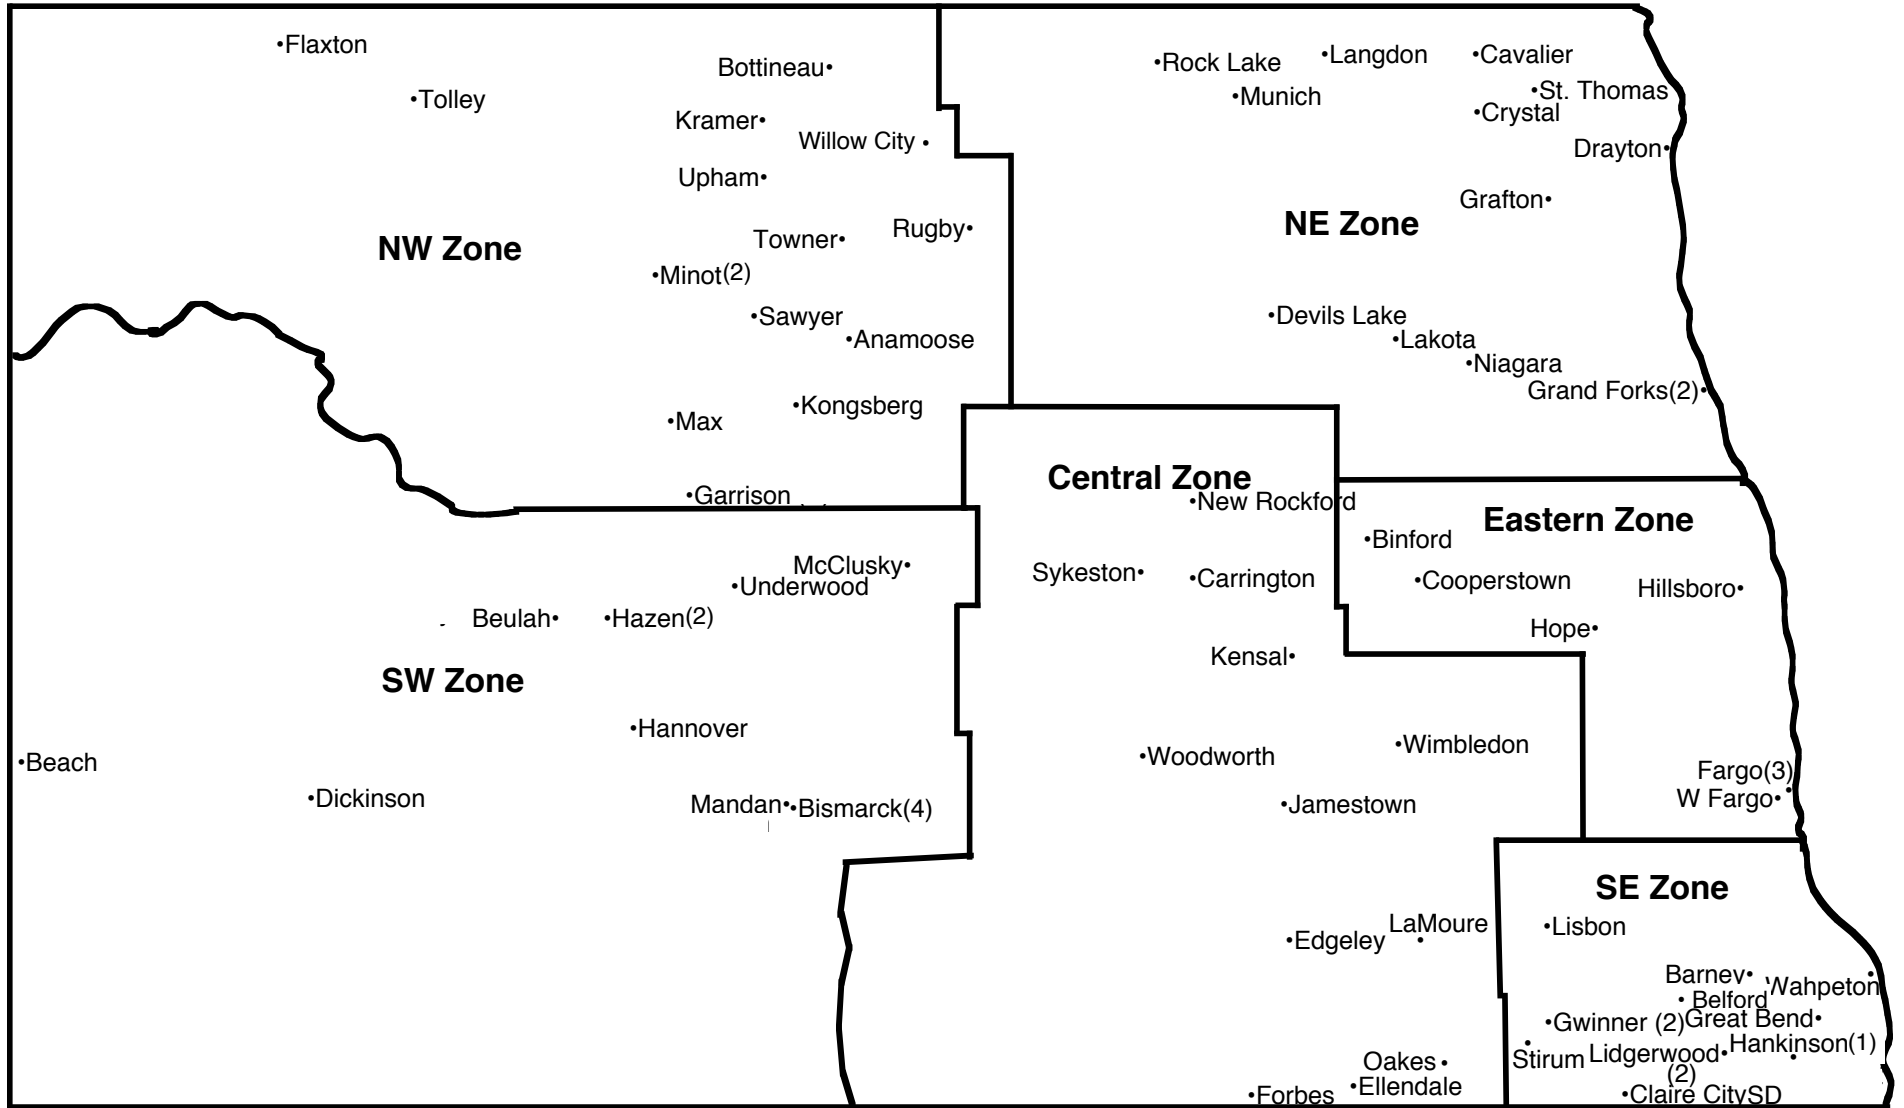 Flaxton
Tolley
Bottineau
Kramer
Willow City
Upham
Towner
Rugby
NW Zone
Minot(2)
Sawyer
Anamoose
Kongsberg
Max
Garrison
Rock Lake
Langdon
Cavalier
Munich
St. Thomas
Crystal
Drayton
Grafton
NE Zone
Devils Lake
Lakota
Niagara
Grand Forks(2)
McClusky
Underwood
Beulah
Hazen(2)
SW Zone
Hannover
Beach
Dickinson
Mandan
Bismarck(4)
Central Zone
New Rockford
Sykeston
Carrington
Kensal
Woodworth
Wimbledon
Jamestown
Edgeley
LaMoure
Oakes
Ellendale
Forbes
Eastern Zone
Binford
Cooperstown
Hillsboro
Hope
Fargo(3)
W Fargo
SE Zone
Lisbon
Barney
Wahpeton
Belford
Gwinner (2)
Great Bend
Hankinson(1)
Stirum
Lidgerwood
(2)
Claire CitySD